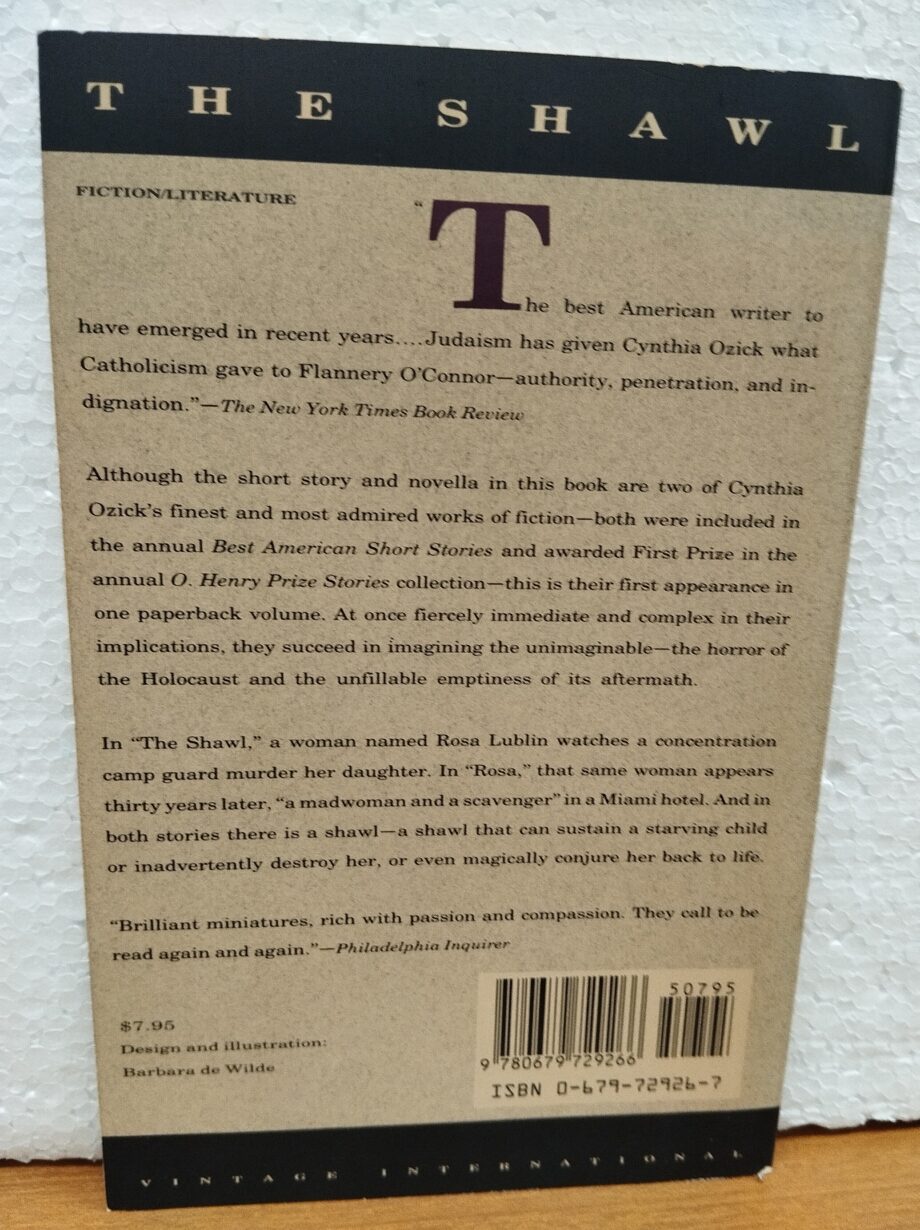 THE SHAWL
FICTION/LITERATURE
“The best American writer to
have emerged in recent years....Judaism has given Cynthia Ozick what
Catholicism gave to Flannery O’Connor—authority, penetration, and in-
dignation.”—The New York Times Book Review
Although the short story and novella in this book are two of Cynthia
Ozick’s finest and most admired works of fiction—both were included in
the annual Best American Short Stories and awarded First Prize in the
annual O. Henry Prize Stories collection—this is their first appearance in
one paperback volume. At once fiercely immediate and complex in their
implications, they succeed in imagining the unimaginable—the horror of
the Holocaust and the unfillable emptiness of its aftermath.
In “The Shawl,” a woman named Rosa Lublin watches a concentration
camp guard murder her daughter. In “Rosa,” that same woman appears
thirty years later, “a madwoman and a scavenger” in a Miami hotel. And in
both stories there is a shawl—a shawl that can sustain a starving child
or inadvertently destroy her, or even magically conjure her back to life.
“Brilliant miniatures, rich with passion and compassion. They call to be
read again and again.”—Philadelphia Inquirer
$7.95
Design and illustration:
Barbara de Wilde
50795
9 780679 729266
ISBN 0-679-72926-7
VINTAGE INTERNATIONAL